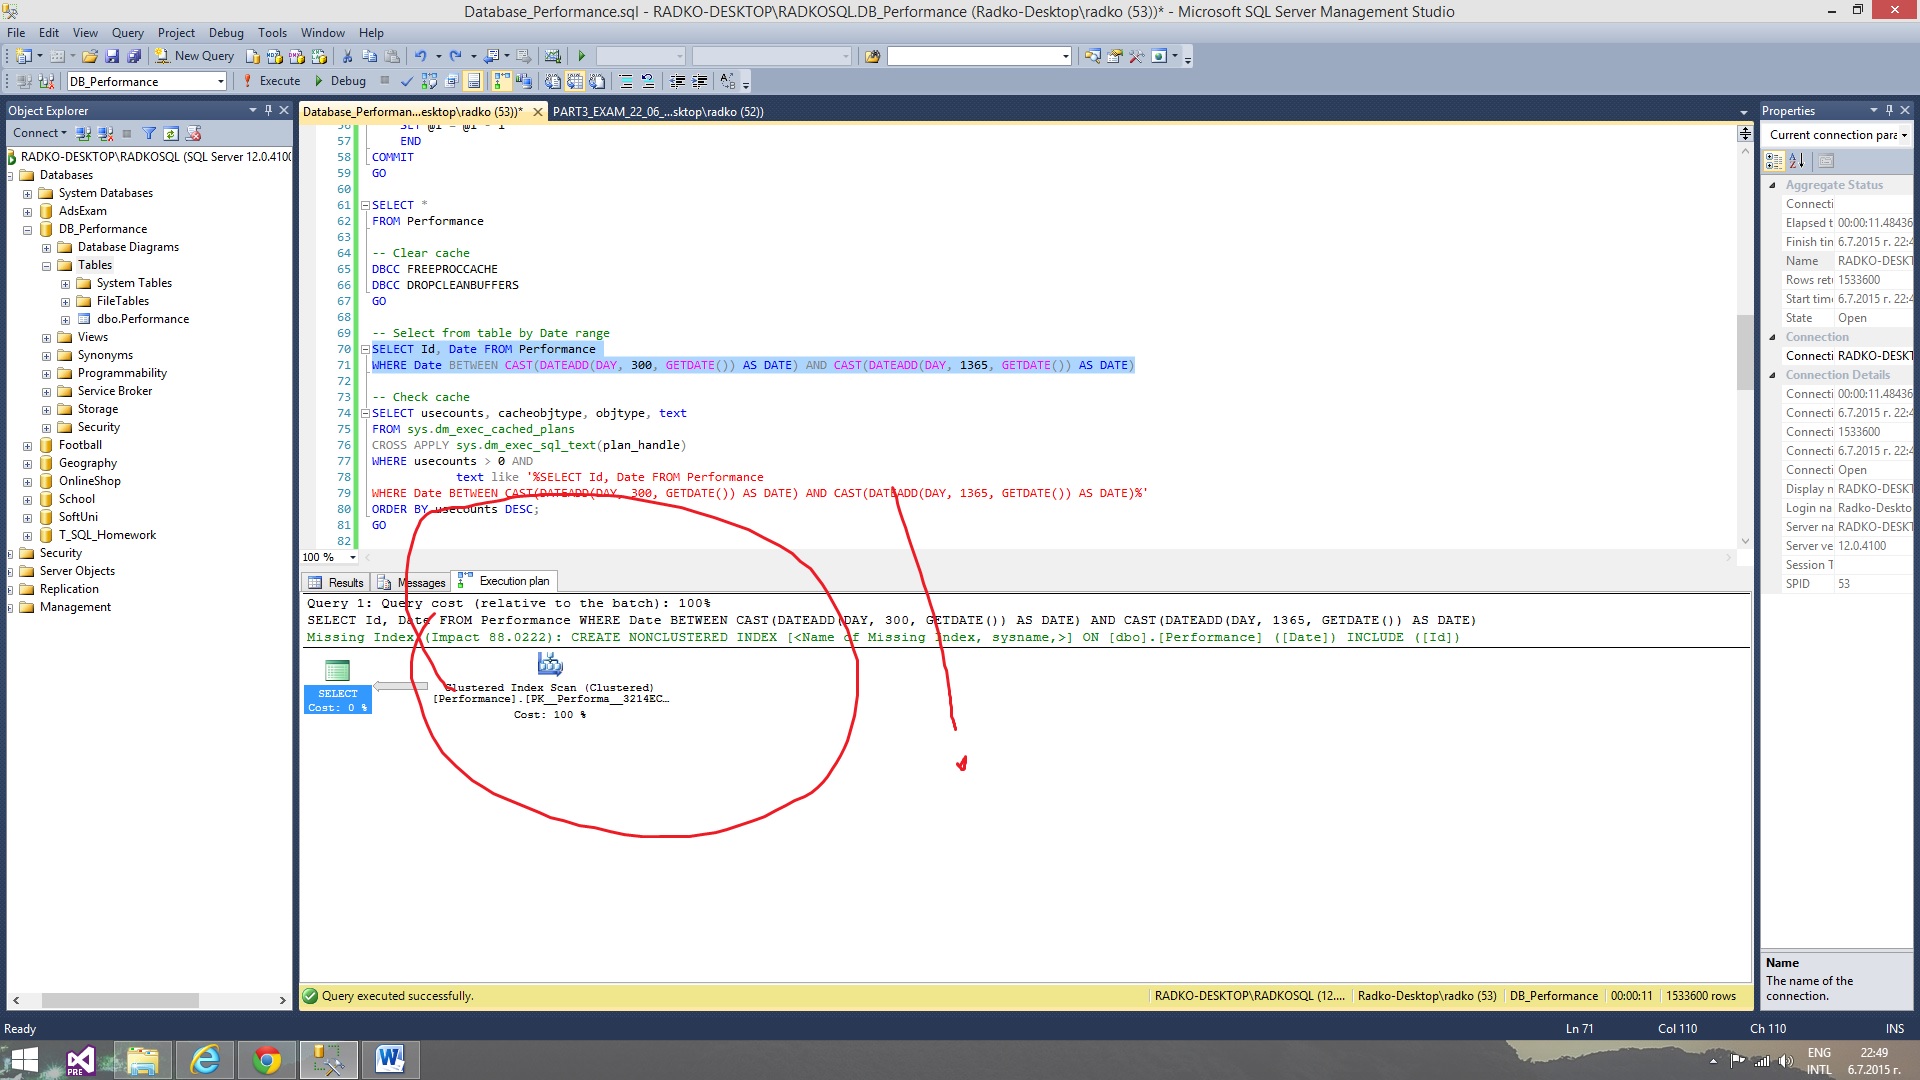 Database_Performance.sql - RADKO-DESKTOP\RADKOSQL.DB_Performance (Radko-Desktop\radko (53))* - Microsoft SQL Server Management Studio
File Edit View Query Project Debug Tools Window Help
New Query
DB_Performance Execute Debug
Object Explorer
Connect
RADKO-DESKTOP\RADKOSQL (SQL Server 12.0.4100
Databases
System Databases
AdsExam
DB_Performance
Database Diagrams
Tables
System Tables
FileTables
dbo.Performance
Views
Synonyms
Programmability
Service Broker
Storage
Security
Football
Geography
OnlineShop
School
SoftUni
T_SQL_Homework
Security
Server Objects
Replication
Management
Database_Performan...esktop\radko (53))* PART3_EXAM_22_06_...sktop\radko (52))
57 END
58 COMMIT
59 GO
60
61 SELECT *
62 FROM Performance
63
64 -- Clear cache
65 DBCC FREEPROCCACHE
66 DBCC DROPCLEANBUFFERS
67 GO
68
69 -- Select from table by Date range
70 SELECT Id, Date FROM Performance
71 WHERE Date BETWEEN CAST(DATEADD(DAY, 300, GETDATE()) AS DATE) AND CAST(DATEADD(DAY, 1365, GETDATE()) AS DATE)
72
73 -- Check cache
74 SELECT usecounts, cacheobjtype, objtype, text
75 FROM sys.dm_exec_cached_plans
76 CROSS APPLY sys.dm_exec_sql_text(plan_handle)
77 WHERE usecounts > 0 AND
78 text like '%SELECT Id, Date FROM Performance
79 WHERE Date BETWEEN CAST(DATEADD(DAY, 300, GETDATE()) AS DATE) AND CAST(DATEADD(DAY, 1365, GETDATE()) AS DATE)%'
80 ORDER BY usecounts DESC;
81 GO
82
100 %
Results Messages Execution plan
Query 1: Query cost (relative to the batch): 100%
SELECT Id, Date FROM Performance WHERE Date BETWEEN CAST(DATEADD(DAY, 300, GETDATE()) AS DATE) AND CAST(DATEADD(DAY, 1365, GETDATE()) AS DATE)
Missing Index (Impact 88.0222): CREATE NONCLUSTERED INDEX [<Name of Missing Index, sysname,>] ON [dbo].[Performance] ([Date]) INCLUDE ([Id])
SELECT
Cost: 0 %
Clustered Index Scan (Clustered)
[Performance].[PK__Performa__3214EC…
Cost: 100 %
Query executed successfully. RADKO-DESKTOP\RADKOSQL (12.... Radko-Desktop\radko (53) DB_Performance 00:00:11 1533600 rows
Properties
Current connection para
Aggregate Status
Connecti
Elapsed t 00:00:11.48436
Finish tin 6.7.2015 г. 22:4
Name RADKO-DESKT
Rows ret 1533600
Start time 6.7.2015 г. 22:4
State Open
Connection
Connecti RADKO-DESKT
Connection Details
Connecti 00:00:11.48436
Connecti 6.7.2015 г. 22:4
Connecti 1533600
Connecti 6.7.2015 г. 22:4
Connecti Open
Display n RADKO-DESKT
Login na Radko-Deskto
Server na RADKO-DESKT
Server ve 12.0.4100
Session T
SPID 53
Name
The name of the
connection.
Ready Ln 71 Col 110 Ch 110 INS
PRE
ENG 22:49
INTL 6.7.2015 г.